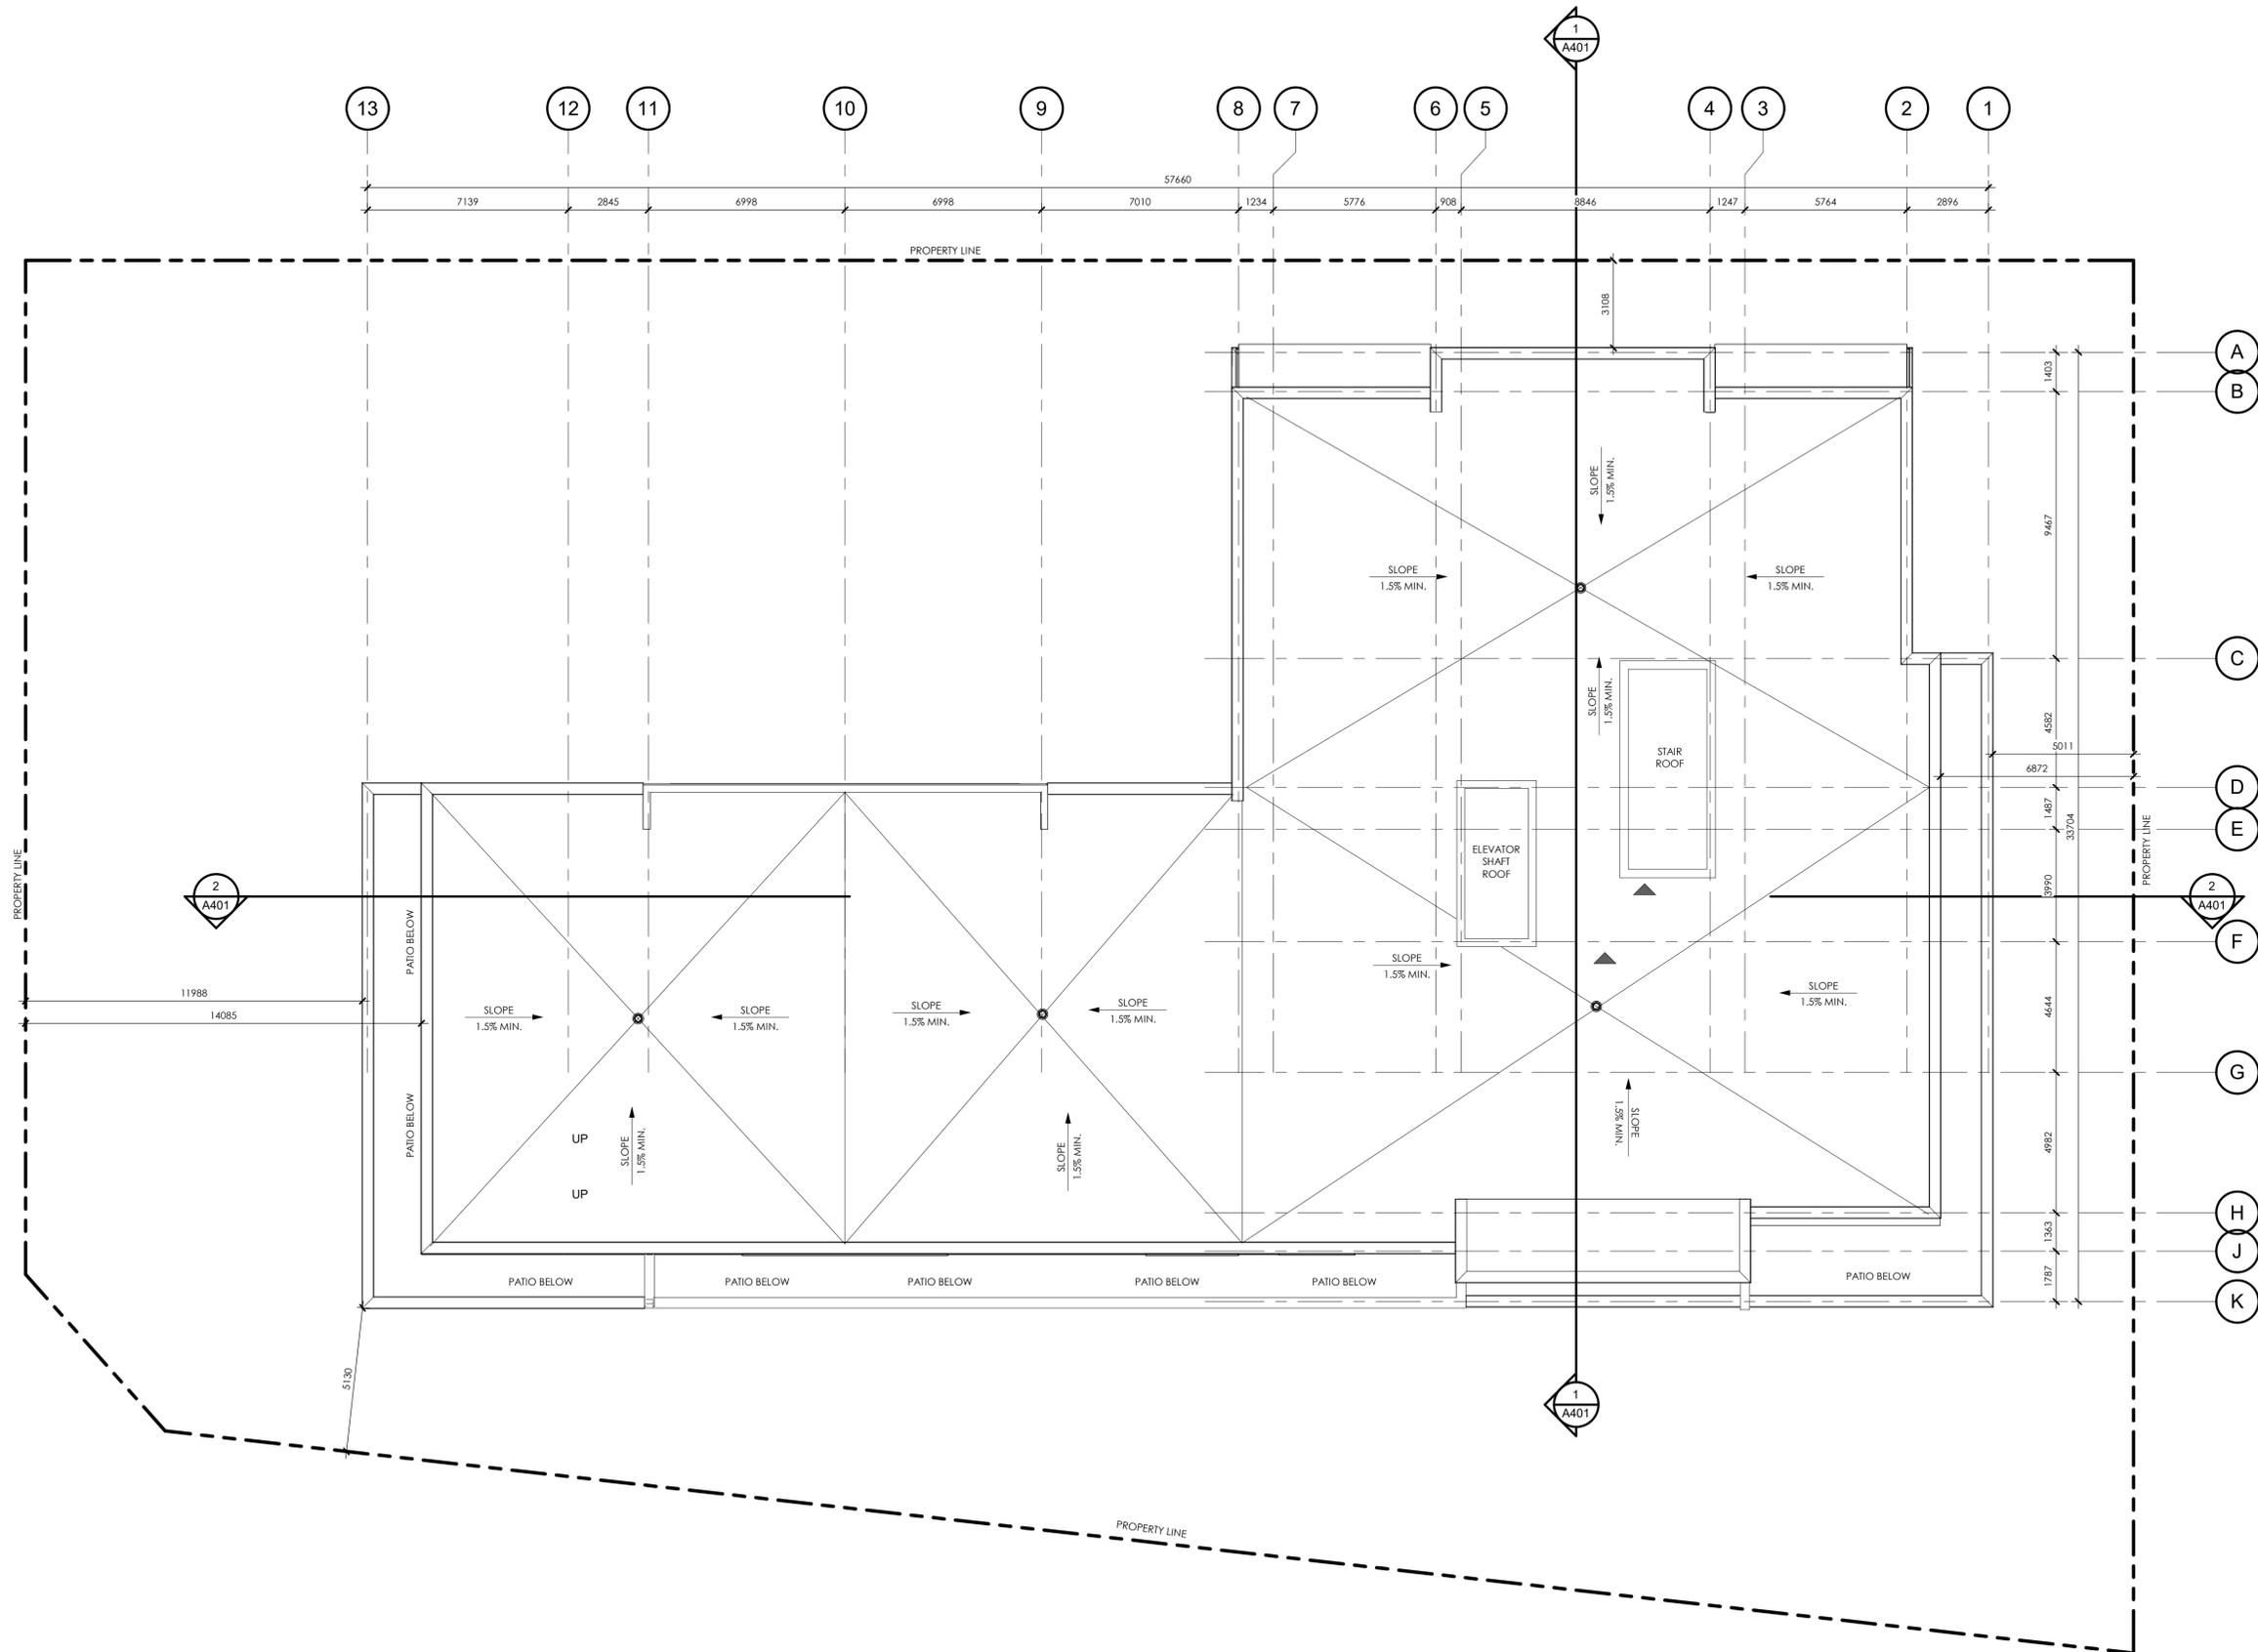 1
A401
13
12
11
10
9
8
7
6
5
4
3
2
1
57660
7139
2845
6998
6998
7010
1234
5776
908
8846
1247
5764
2896
PROPERTY LINE
3108
A
1403
B
SLOPE
1.5% MIN.
9467
SLOPE
1.5% MIN.
SLOPE
1.5% MIN.
C
SLOPE
1.5% MIN.
4582
5011
STAIR
ROOF
6872
D
1487
33704
E
PROPERTY LINE
PROPERTY LINE
ELEVATOR
SHAFT
ROOF
2
A401
3990
2
A401
PATIO BELOW
F
SLOPE
1.5% MIN.
11988
SLOPE
1.5% MIN.
14085
SLOPE
1.5% MIN.
SLOPE
1.5% MIN.
SLOPE
1.5% MIN.
SLOPE
1.5% MIN.
4644
G
PATIO BELOW
UP
UP
SLOPE
1.5% MIN.
SLOPE
1.5% MIN.
SLOPE
1.5% MIN.
4982
H
1363
J
PATIO BELOW
PATIO BELOW
PATIO BELOW
PATIO BELOW
PATIO BELOW
PATIO BELOW
1787
K
5130
1
A401
PROPERTY LINE